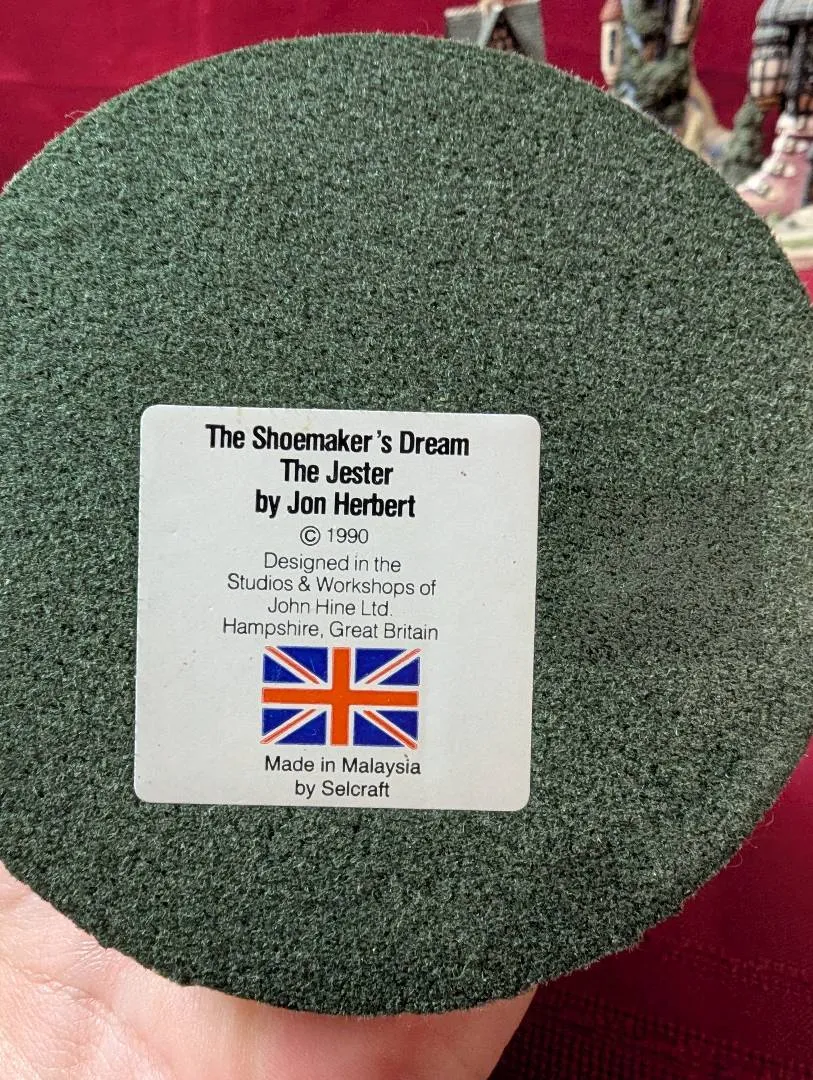 The Shoemaker's Dream
The Jester
by Jon Herbert
© 1990
Designed in the
Studios & Workshops of
John Hine Ltd.
Hampshire, Great Britain
Made in Malaysia
by Selcraft